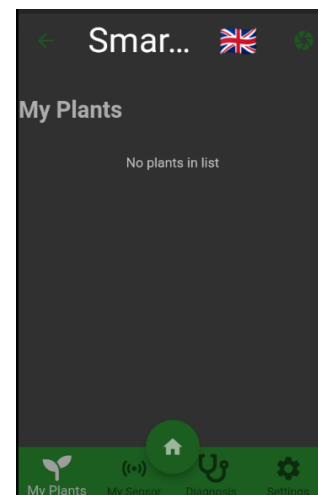 Smar...
My Plants
No plants in list
My Plants
My Sensor
Diagnosis
Settings